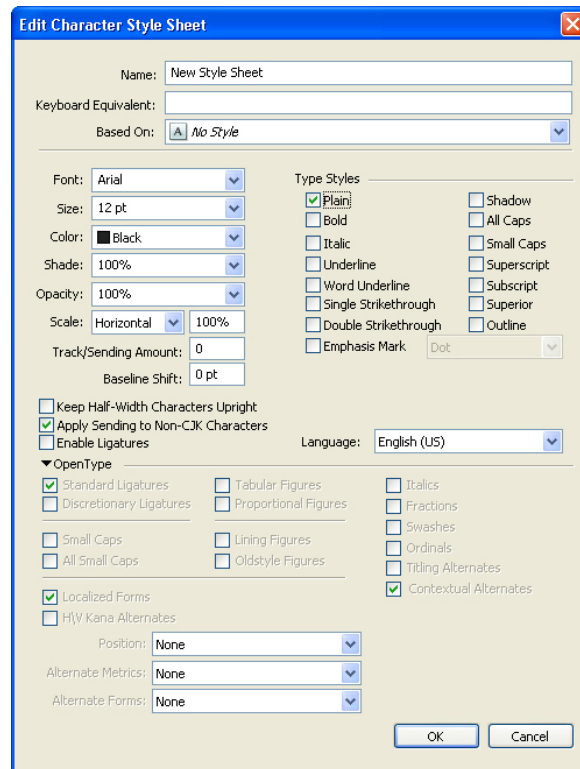 Edit Character Style Sheet
Name: New Style Sheet
Keyboard Equivalent:
Based On: A No Style
Font: Arial
Size: 12 pt
Color: Black
Shade: 100%
Opacity: 100%
Scale: Horizontal 100%
Track/Sending Amount: 0
Baseline Shift: 0 pt
Type Styles
Plain
Bold
Italic
Underline
Word Underline
Single Strikethrough
Double Strikethrough
Emphasis Mark Dot
Shadow
All Caps
Small Caps
Superscript
Subscript
Superior
Outline
Keep Half-Width Characters Upright
Apply Sending to Non-CJK Characters
Enable Ligatures
Language: English (US)
OpenType
Standard Ligatures
Discretionary Ligatures
Tabular Figures
Proportional Figures
Small Caps
All Small Caps
Lining Figures
Oldstyle Figures
Italics
Fractions
Swashes
Ordinals
Titling Alternates
Contextual Alternates
Localized Forms
H\V Kana Alternates
Position: None
Alternate Metrics: None
Alternate Forms: None
OK
Cancel